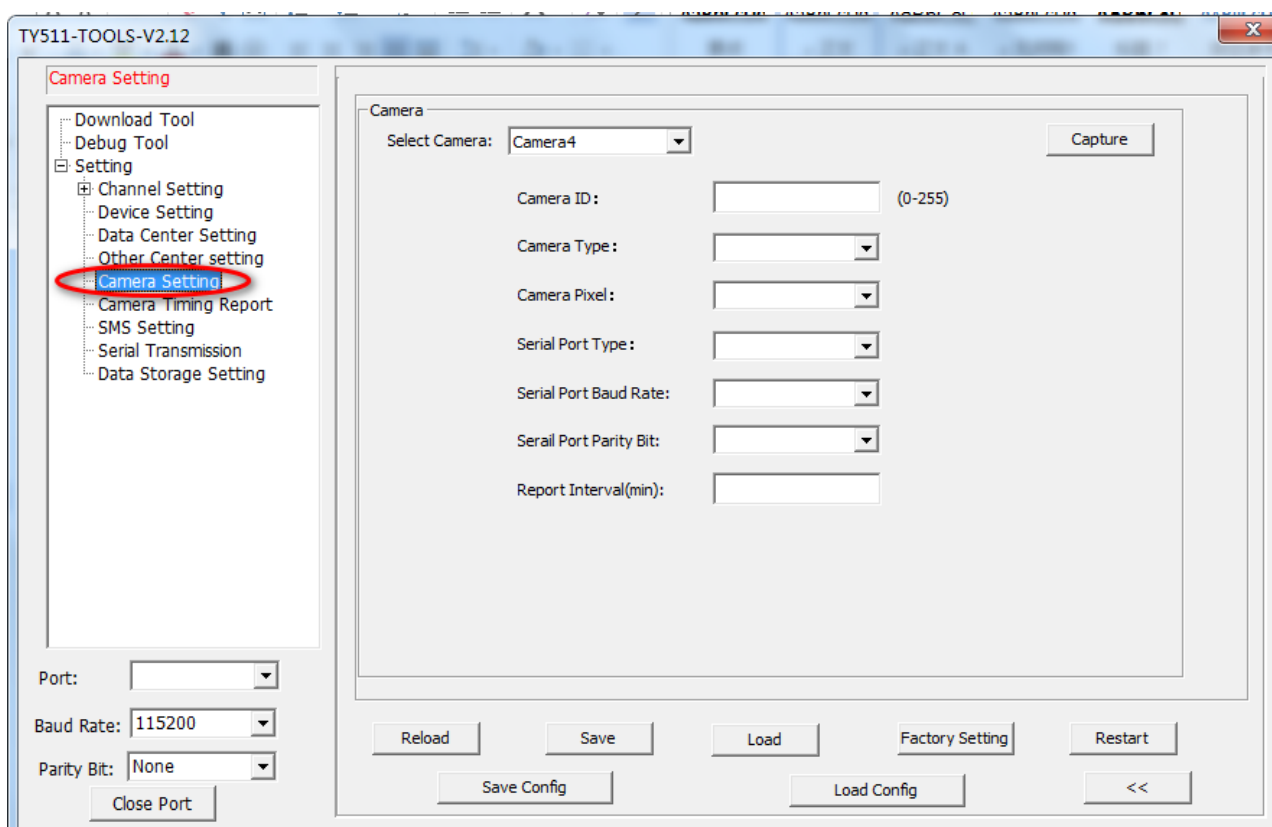 TY511-TOOLS-V2.12
Camera Setting
Download Tool
Debug Tool
Setting
Channel Setting
Device Setting
Data Center Setting
Other Center setting
Camera Setting
Camera Timing Report
SMS Setting
Serial Transmission
Data Storage Setting
Port:
Baud Rate: 115200
Parity Bit: None
Close Port
Camera
Select Camera: Camera4 Capture
Camera ID: (0-255)
Camera Type:
Camera Pixel:
Serial Port Type:
Serial Port Baud Rate:
Serail Port Parity Bit:
Report Interval(min):
Reload Save Load Factory Setting Restart
Save Config Load Config <<